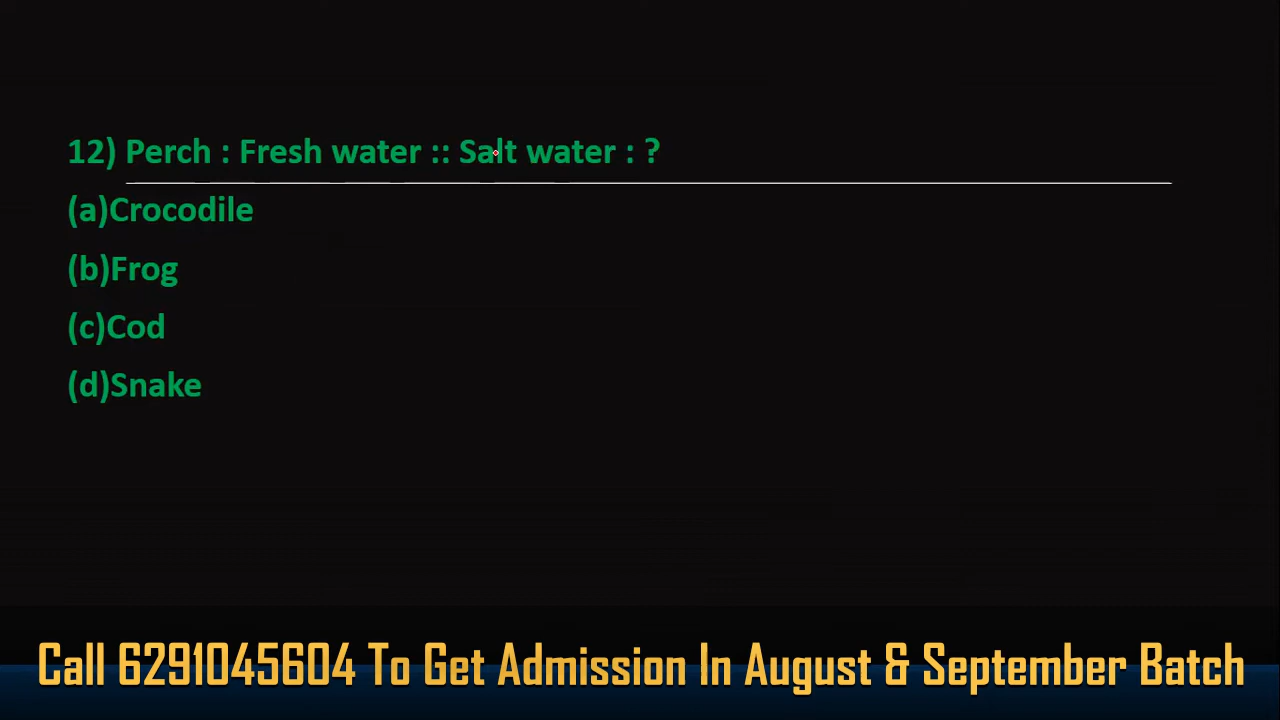 12) Perch : Fresh water :: Salt water : ?
(a)Crocodile
(b)Frog
(c)Cod
(d)Snake
Call 6291045604 To Get Admission In August & September Batch